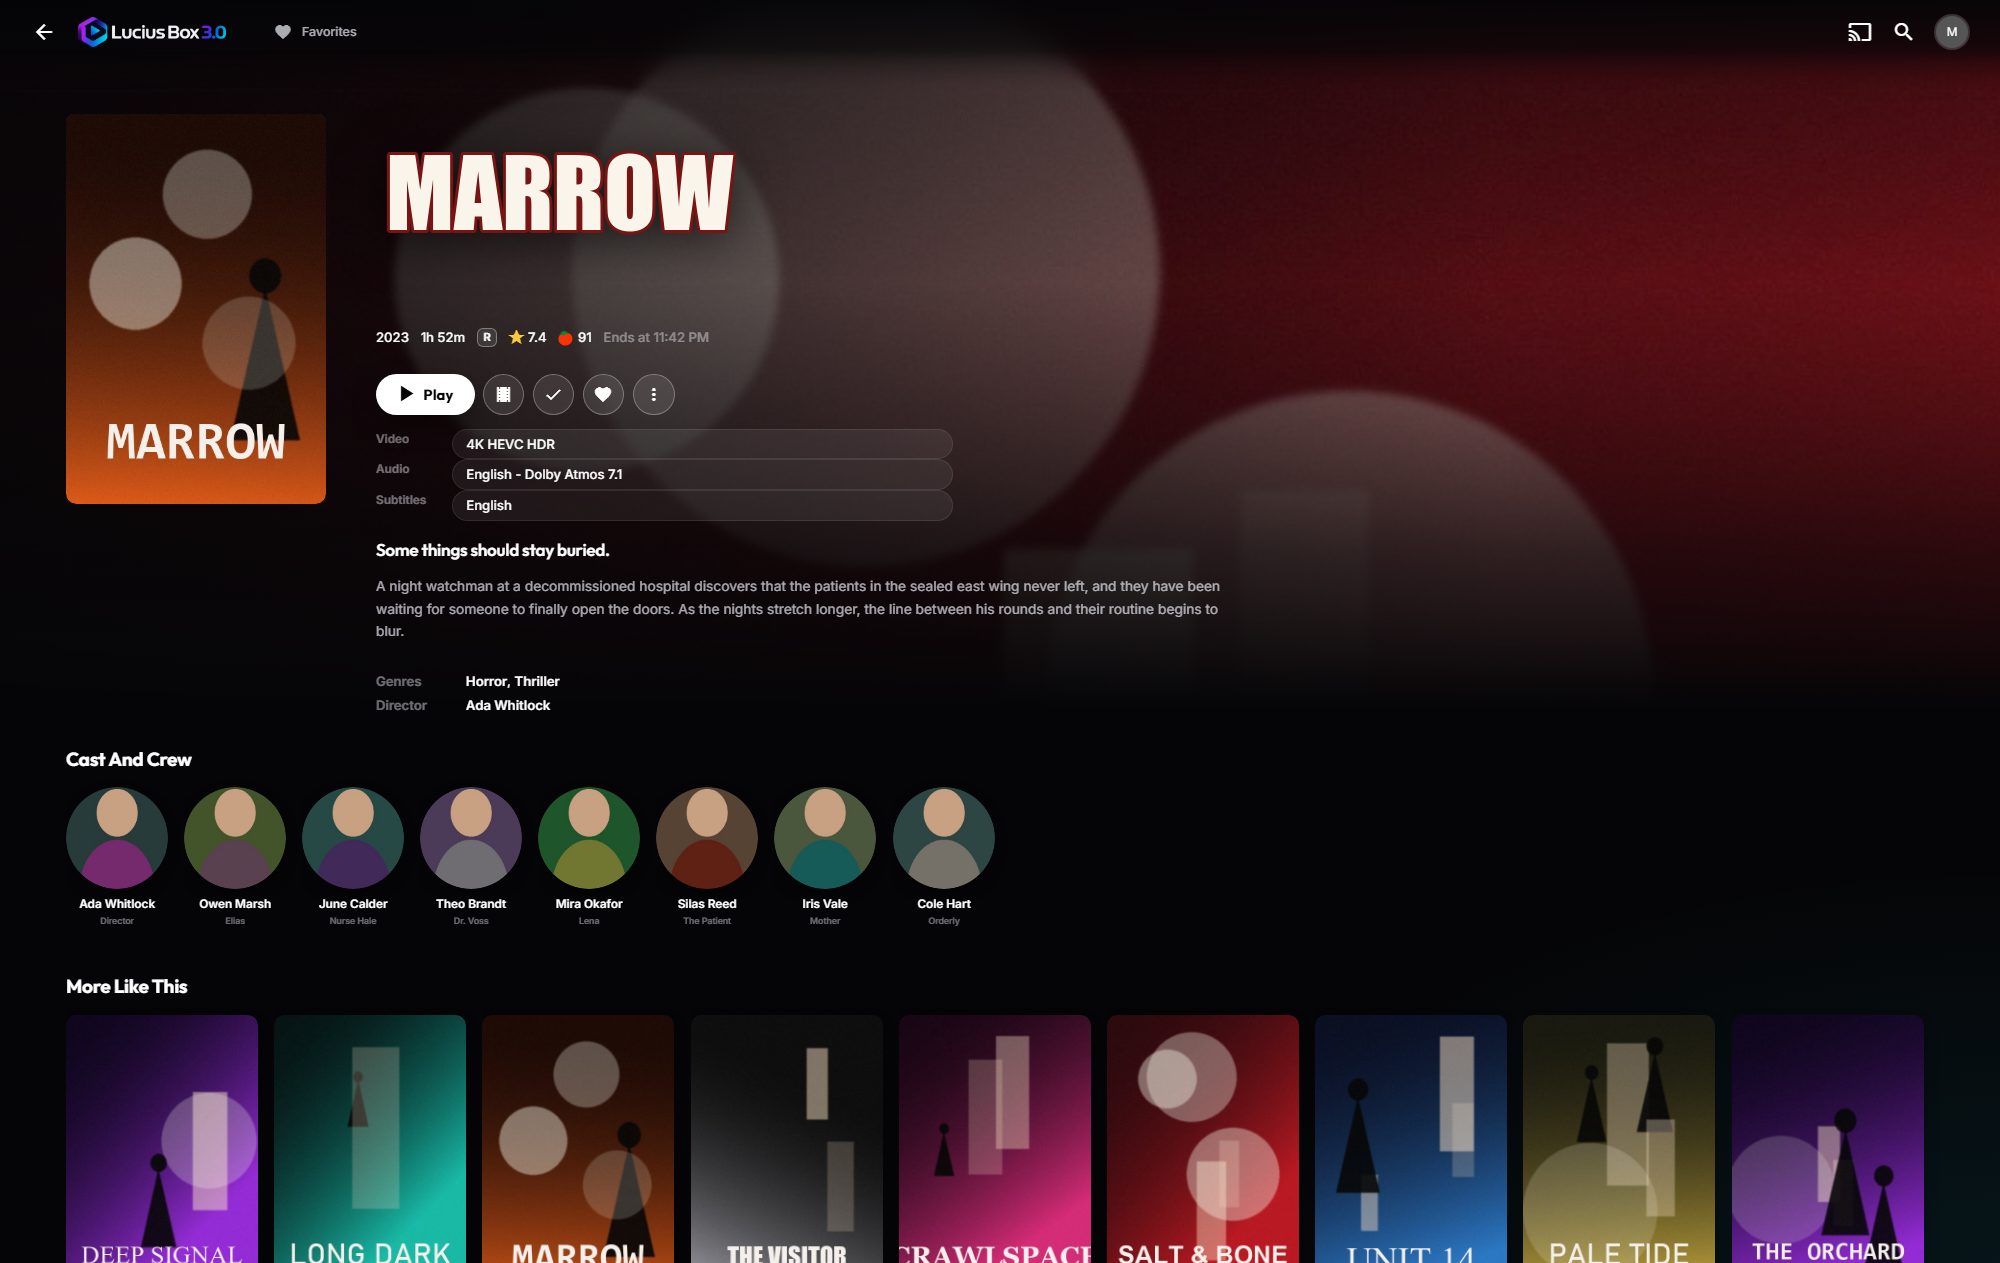 Lucius Box 3.0
Favorites
M
MARROW
MARROW
2023 1h 52m R 7.4 91 Ends at 11:42 PM
Play
Video 4K HEVC HDR
Audio English - Dolby Atmos 7.1
Subtitles English
Some things should stay buried.
A night watchman at a decommissioned hospital discovers that the patients in the sealed east wing never left, and they have been
waiting for someone to finally open the doors. As the nights stretch longer, the line between his rounds and their routine begins to
blur.
Genres Horror, Thriller
Director Ada Whitlock
Cast And Crew
Ada Whitlock Owen Marsh June Calder Theo Brandt Mira Okafor Silas Reed Iris Vale Cole Hart
Director Elias Nurse Hale Dr. Voss Lena The Patient Mother Orderly
More Like This
DEEP SIGNAL LONG DARK MARROW THE VISITOR CRAWLSPACE SALT & BONE UNIT 14 PALE TIDE THE ORCHARD